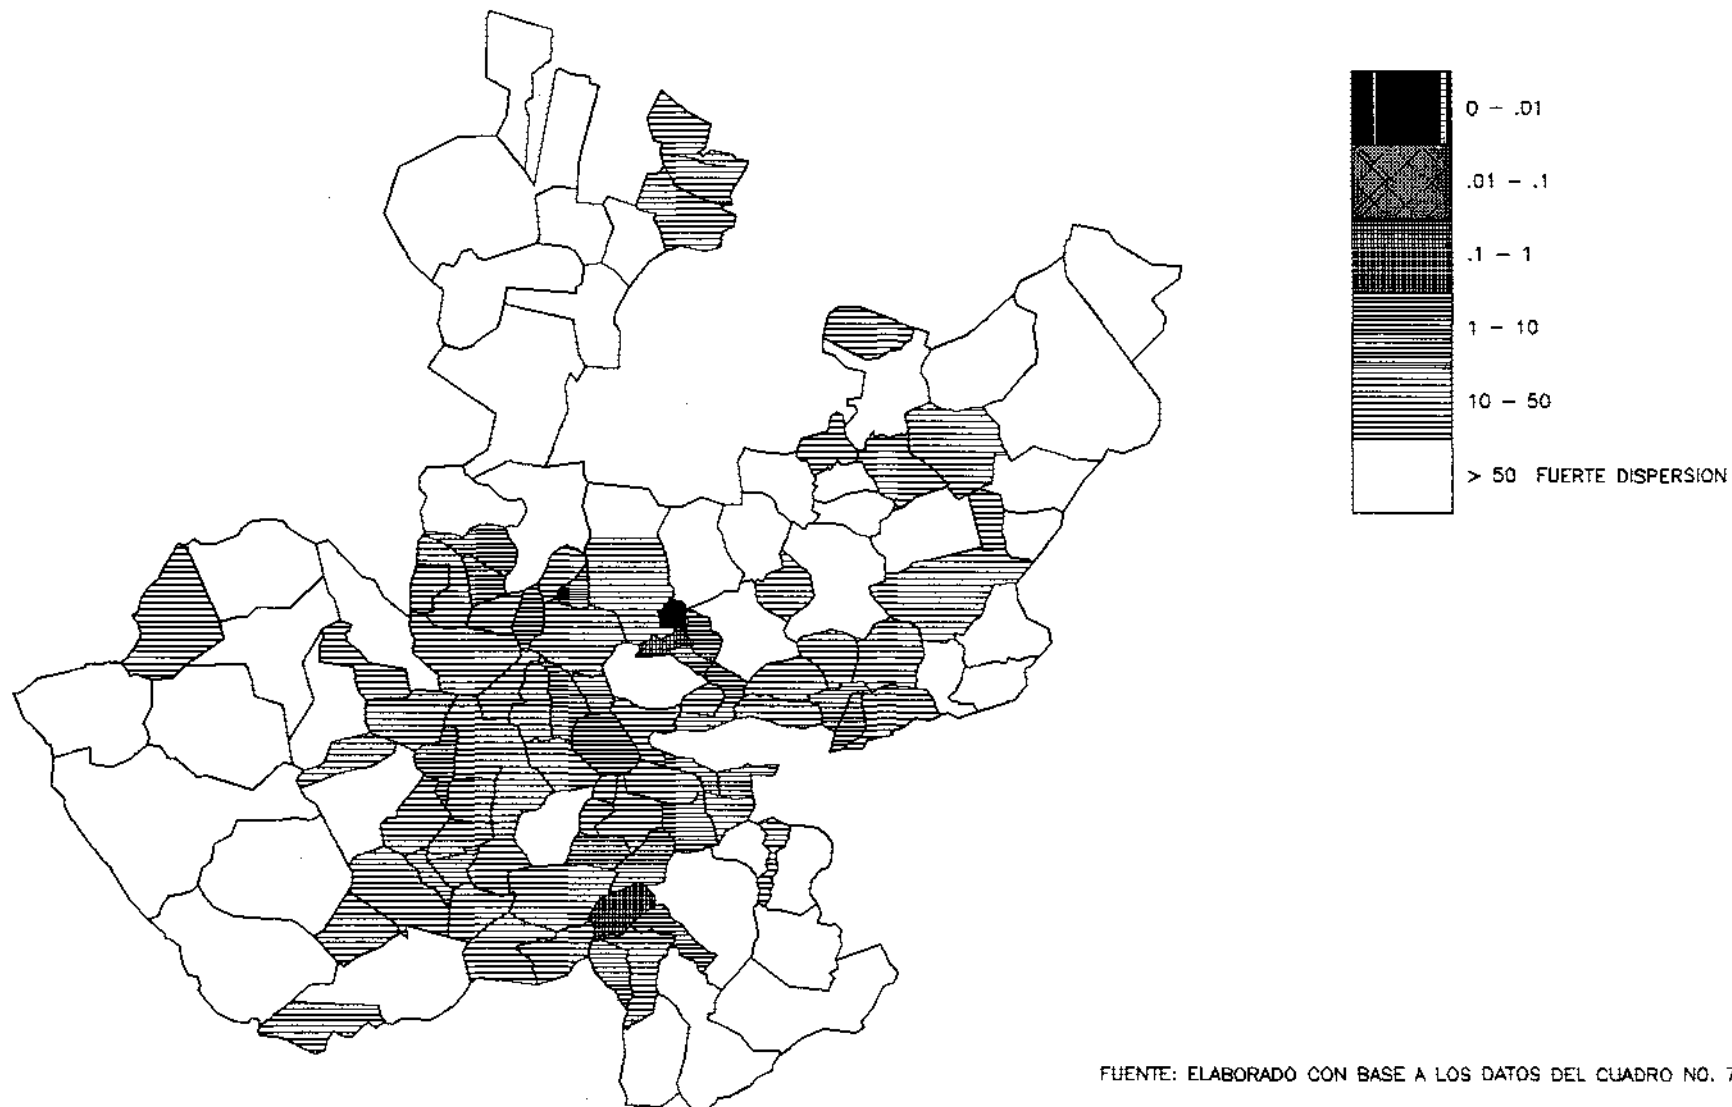 0 - .01
.01 - .1
.1 - 1
1 - 10
10 - 50
> 50 FUERTE DISPERSION
FUENTE: ELABORADO CON BASE A LOS DATOS DEL CUADRO NO. 7